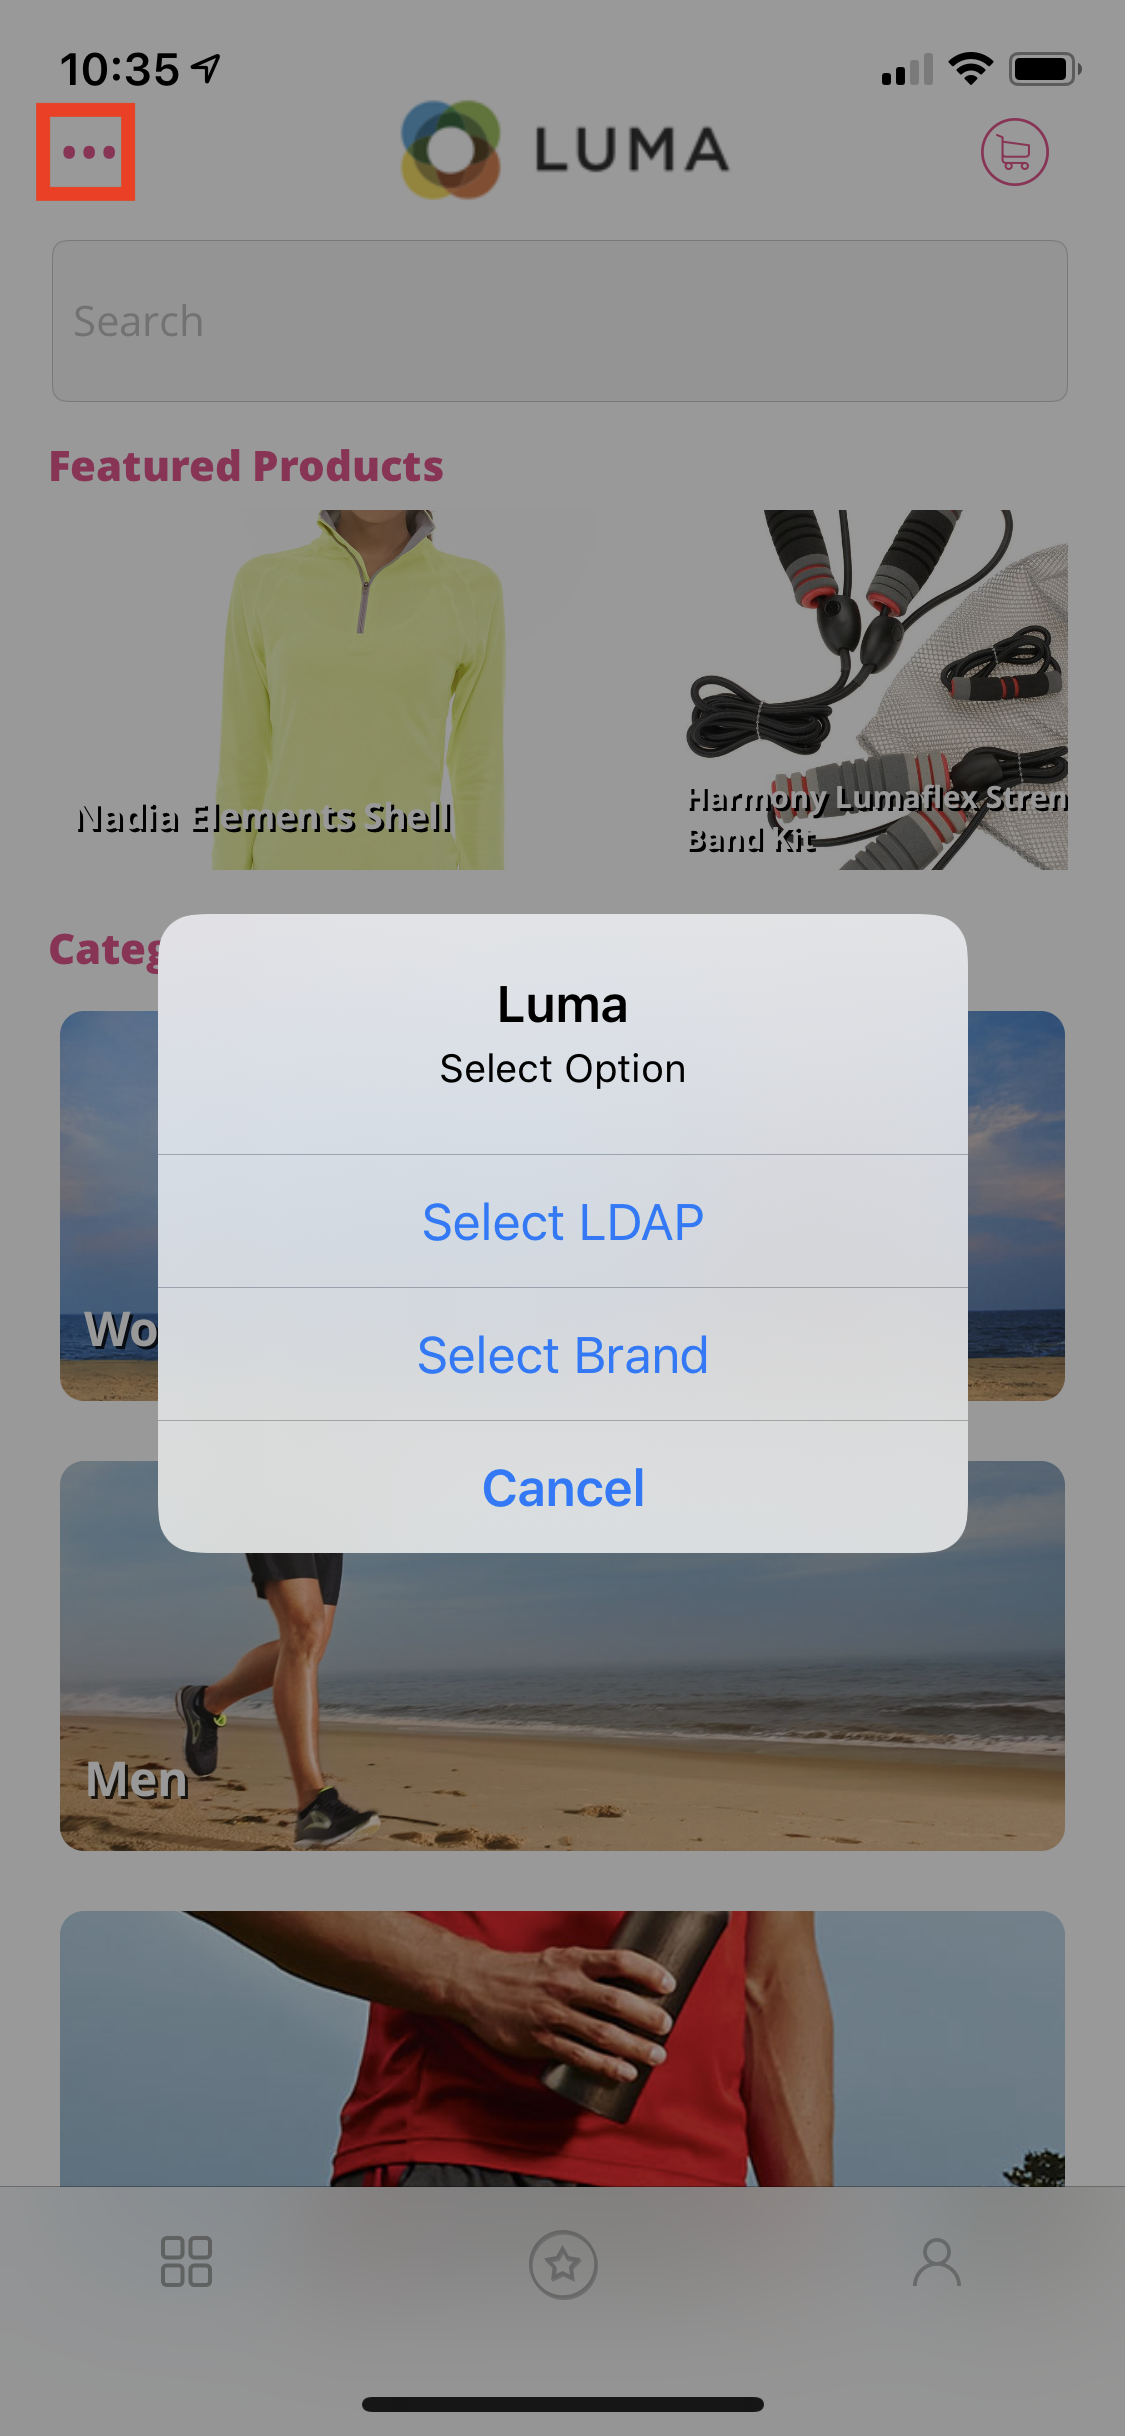 10:35
LUMA
Search
Featured Products
Nadia Elements Shell
Harmony Lumaflex Stren
Band Kit
Categ
Luma
Select Option
Select LDAP
Select Brand
Cancel
Wo
Men